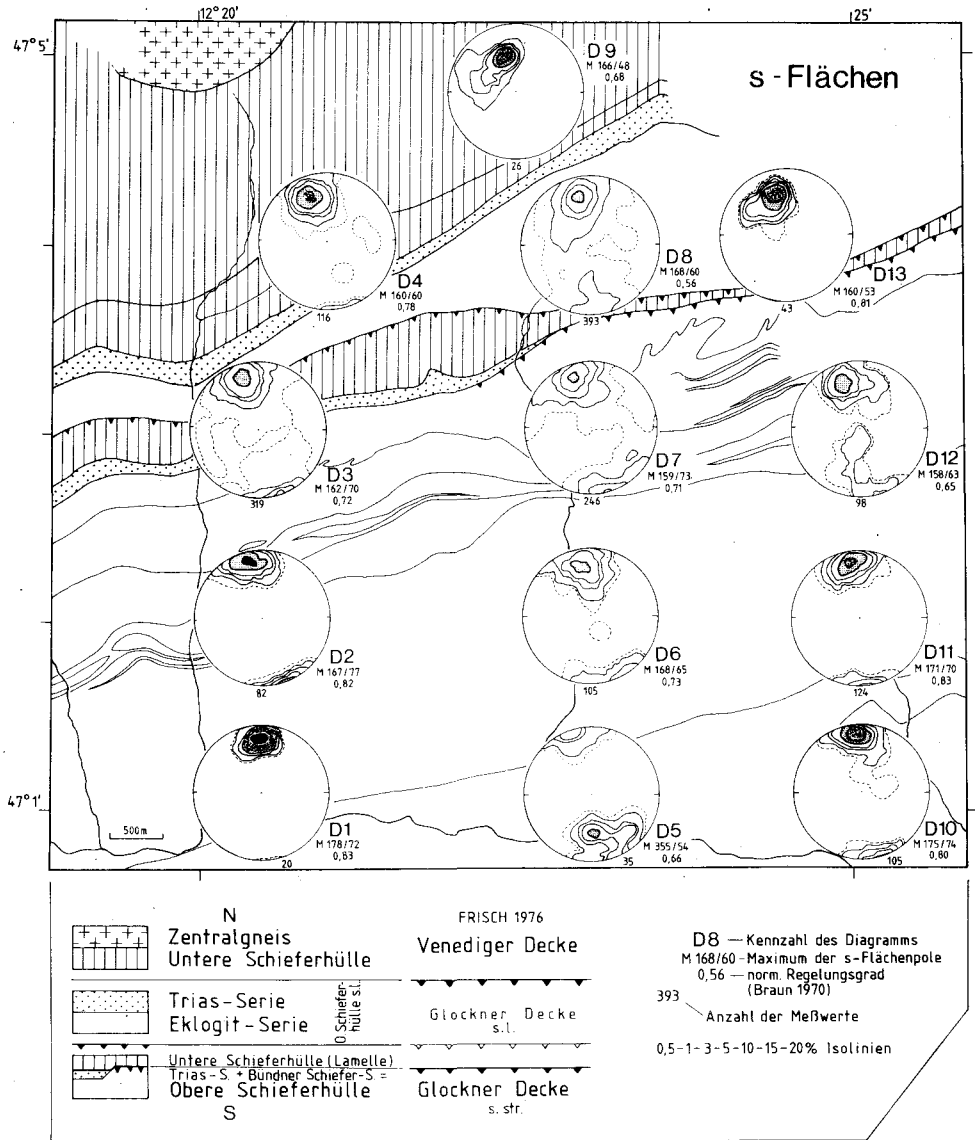 12° 20'
25'
47° 5'
s-Flächen
D9
M 166/48
0,68
26
D4
M 160/60
0,78
116
D8
M 168/60
0,56
393
D13
M 160/53
0,81
43
D3
M 162/70
0,72
319
D7
M 159/73
0,71
246
D12
M 158/63
0,65
98
D2
M 167/77
0,82
82
D6
M 168/65
0,73
105
D11
M 171/70
0,83
124
47° 1'
500m
D1
M 178/72
0,83
20
D5
M 355/54
0,66
35
D10
M 175/74
0,80
105
N
Zentralgneis
Untere Schieferhülle
Trias-Serie
Eklogit-Serie
O.Schiefer-
hülle s.l.
Untere Schieferhülle (Lamelle)
Trias-S. + Bündner Schiefer-S. =
Obere Schieferhülle
S
FRISCH 1976
Venediger Decke
Glockner Decke
s.l.
Glockner Decke
s. str.
D8 — Kennzahl des Diagramms
M 168/60 - Maximum der s-Flächenpole
0,56 — norm. Regelungsgrad
(Braun 1970)
393
Anzahl der Meßwerte
0,5-1-3-5-10-15-20% Isolinien